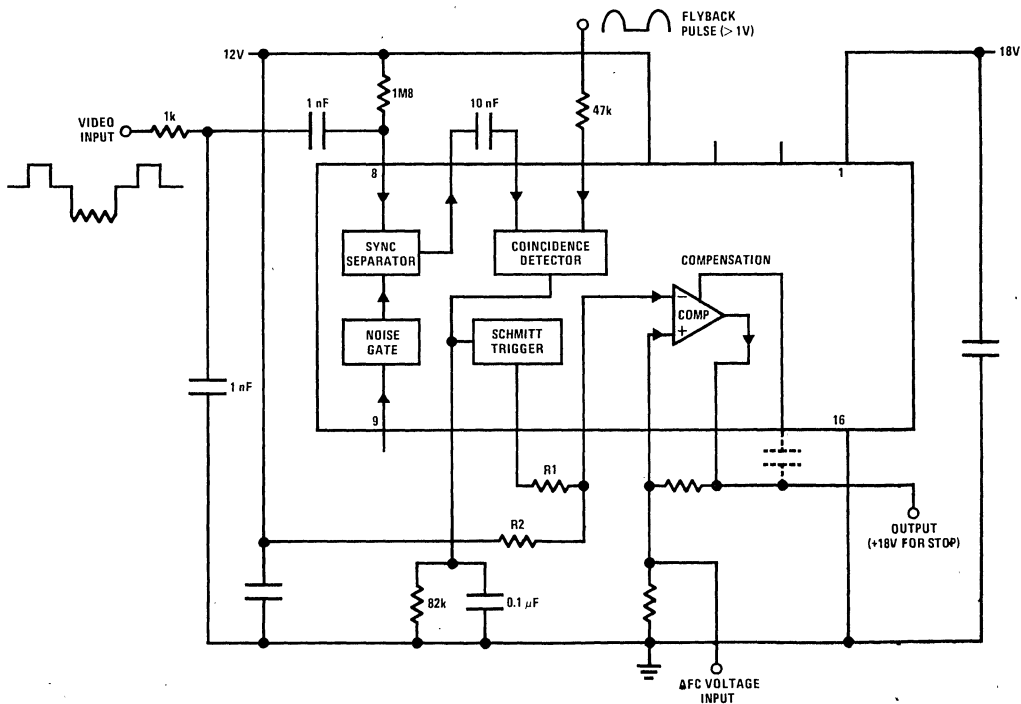 FLYBACK
PULSE (> 1V)
12V
18V
1M8
1 nF
10 nF
47k
1k
VIDEO
INPUT
8
1
SYNC
SEPARATOR
COINCIDENCE
DETECTOR
COMPENSATION
−
COMP
+
NOISE
GATE
SCHMITT
TRIGGER
1 nF
9
16
R1
R2
OUTPUT
(+18V FOR STOP)
82k
0.1 μF
AFC VOLTAGE
INPUT